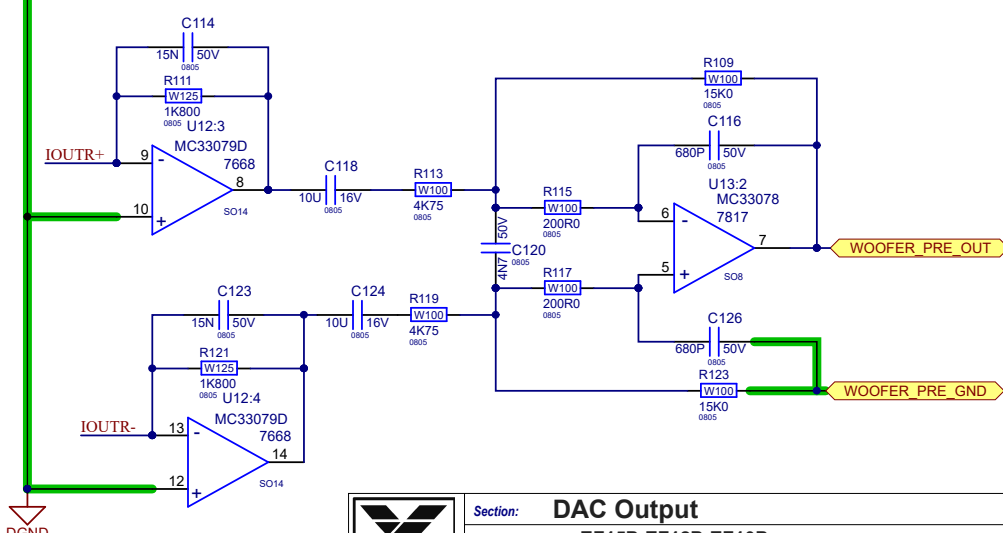 C114
15N 50V
0805
R111
W125
1K800
0805 U12:3
MC33079D
7668
IOUTR+
9
-
8
10
+
SO14
C118
10U 16V
0805
R113
W100
4K75
0805
R109
W100
15K0
0805
C116
680P 50V
0805
U13:2
MC33078
7817
R115
W100
200R0
0805
6
-
7
5
+
SO8
WOOFER_PRE_OUT
50V
C120
0805
4N7
R117
W100
200R0
0805
C123
15N 50V
0805
C124
10U 16V
0805
R119
W100
4K75
0805
C126
680P 50V
0805
R123
W100
15K0
0805
WOOFER_PRE_GND
R121
W125
1K800
0805 U12:4
MC33079D
7668
IOUTR-
13
-
14
12
+
SO14
DGND
Section: DAC Output